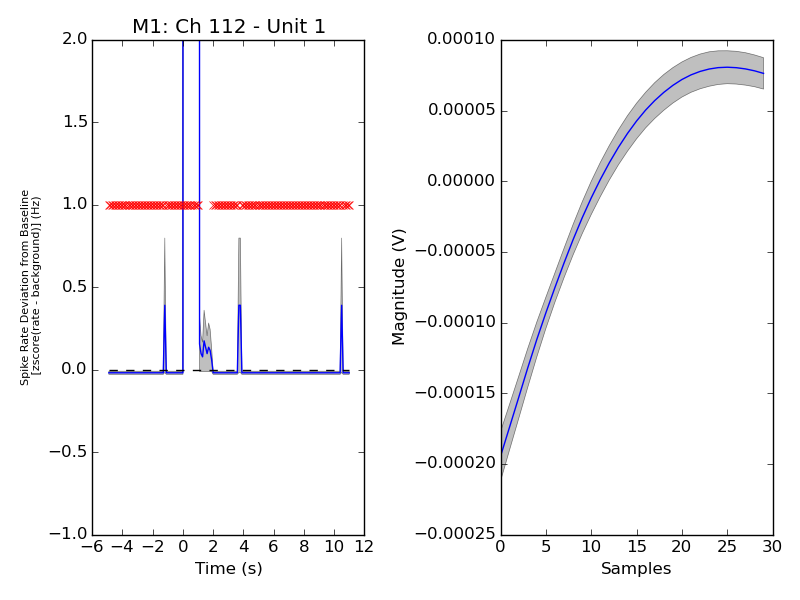 M1: Ch 112 - Unit 1
2.0
1.5
1.0
0.5
0.0
−0.5
−1.0
Spike Rate Deviation from Baseline
[zscore(rate - background)] (Hz)
−6 −4 −2 0 2 4 6 8 10 12
Time (s)
0.00010
0.00005
0.00000
−0.00005
−0.00010
−0.00015
−0.00020
−0.00025
Magnitude (V)
0 5 10 15 20 25 30
Samples